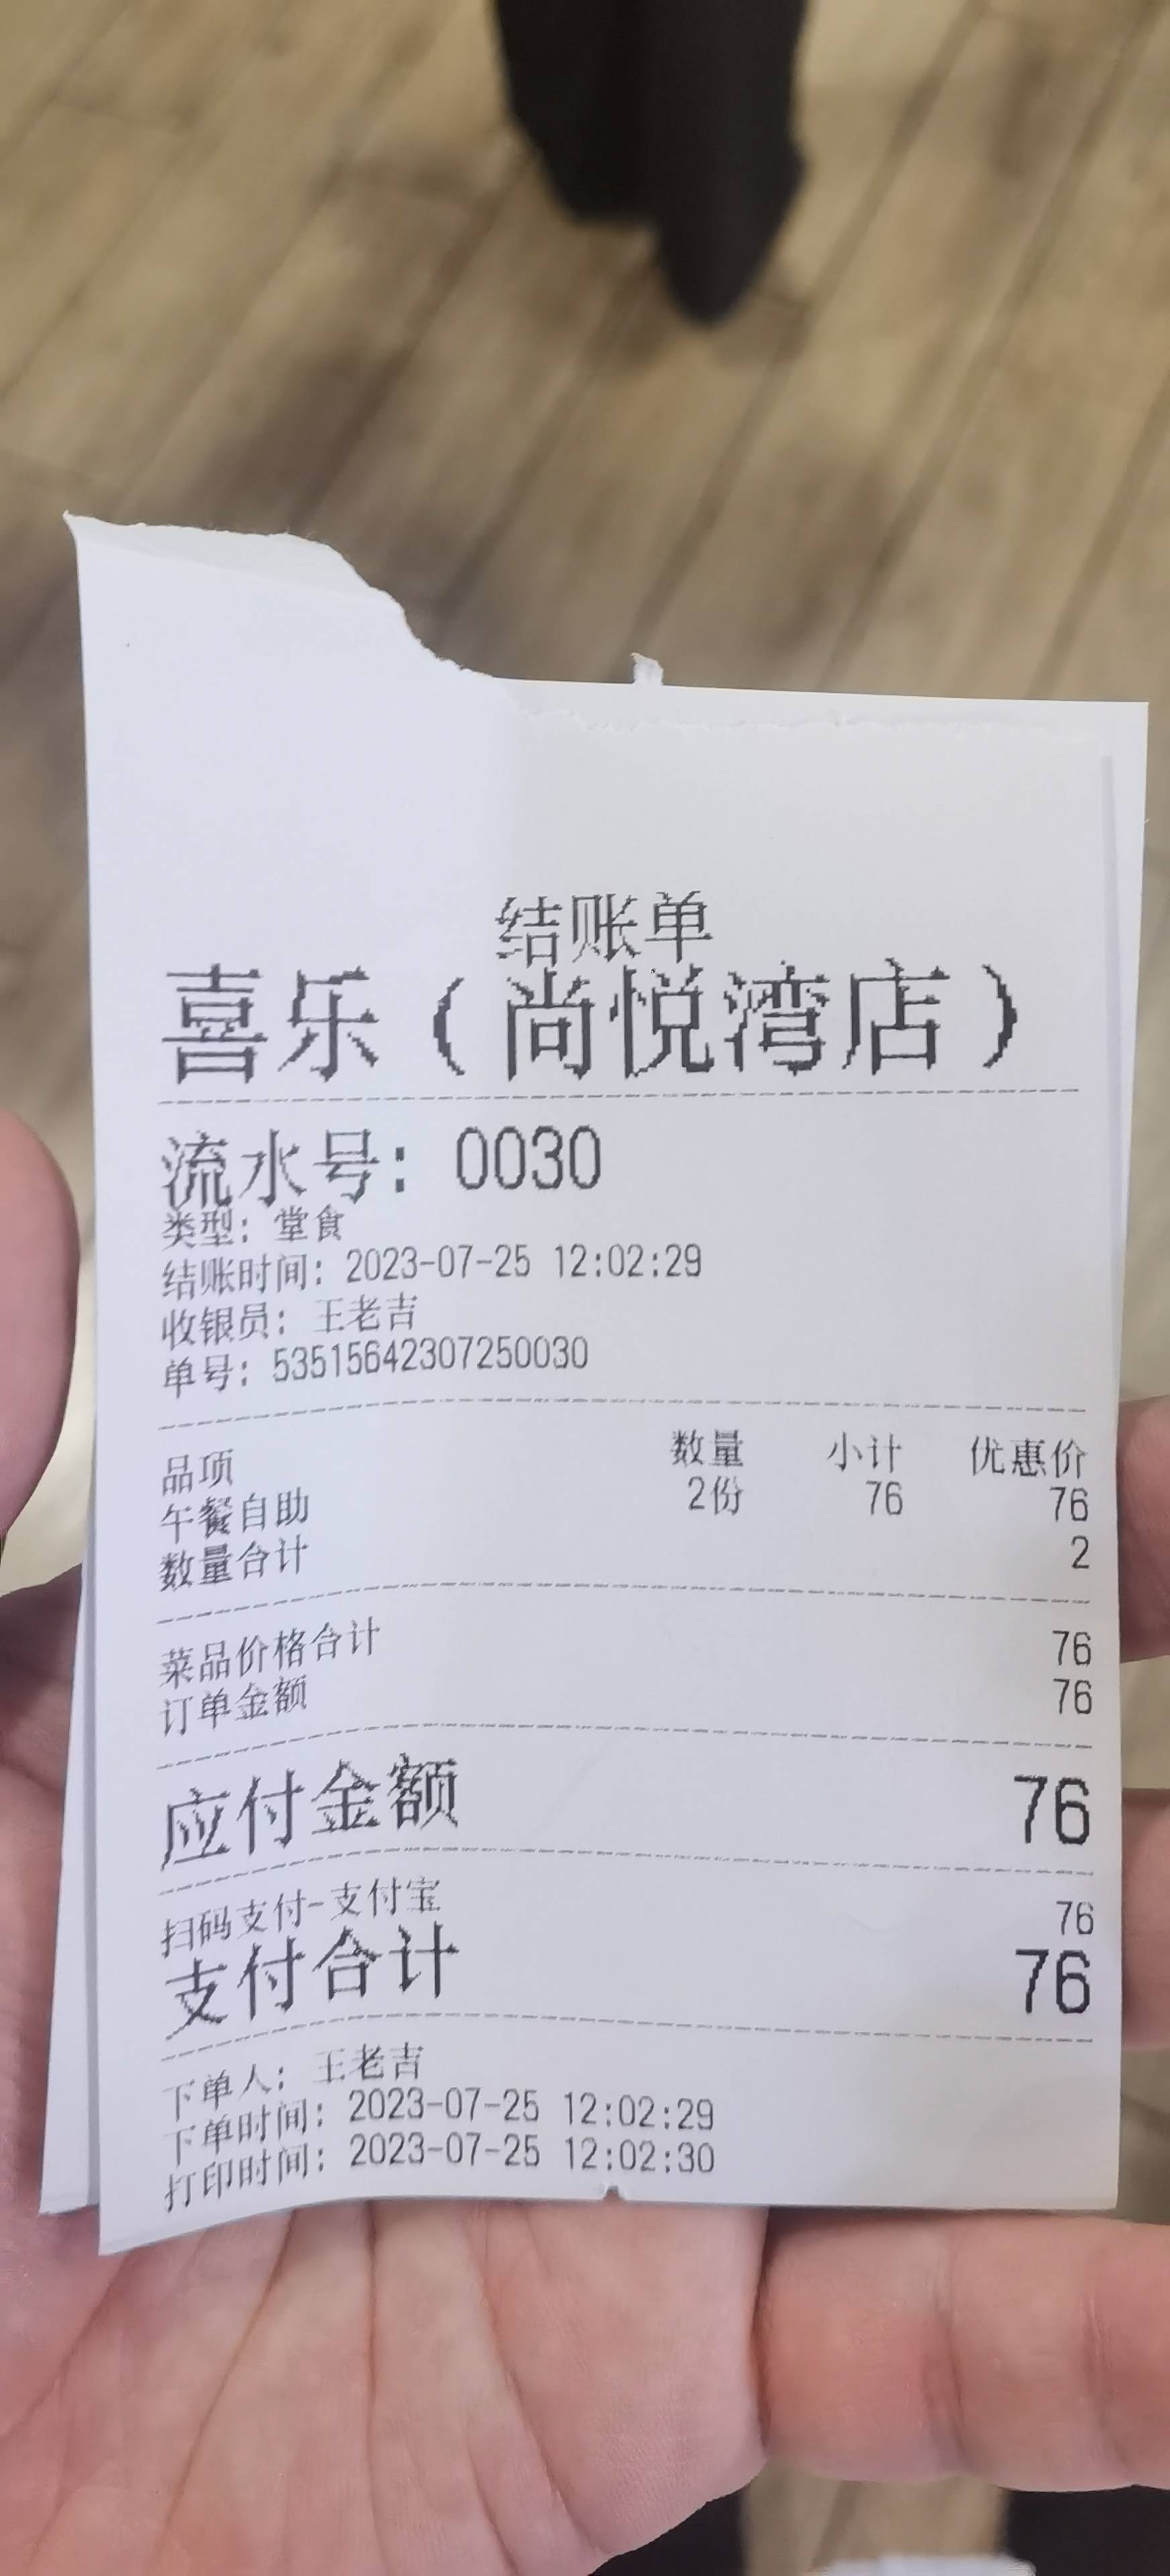 结账单
喜乐（尚悦湾店）
流水号：0030
类型：堂食
结账时间：2023-07-25 12:02:29
收银员：王老吉
单号：53515642307250030
品项 数量 小计 优惠价
午餐自助 2份 76 76
数量合计 2
菜品价格合计 76
订单金额 76
应付金额 76
扫码支付-支付宝 76
支付合计 76
下单人：王老吉
下单时间：2023-07-25 12:02:29
打印时间：2023-07-25 12:02:30